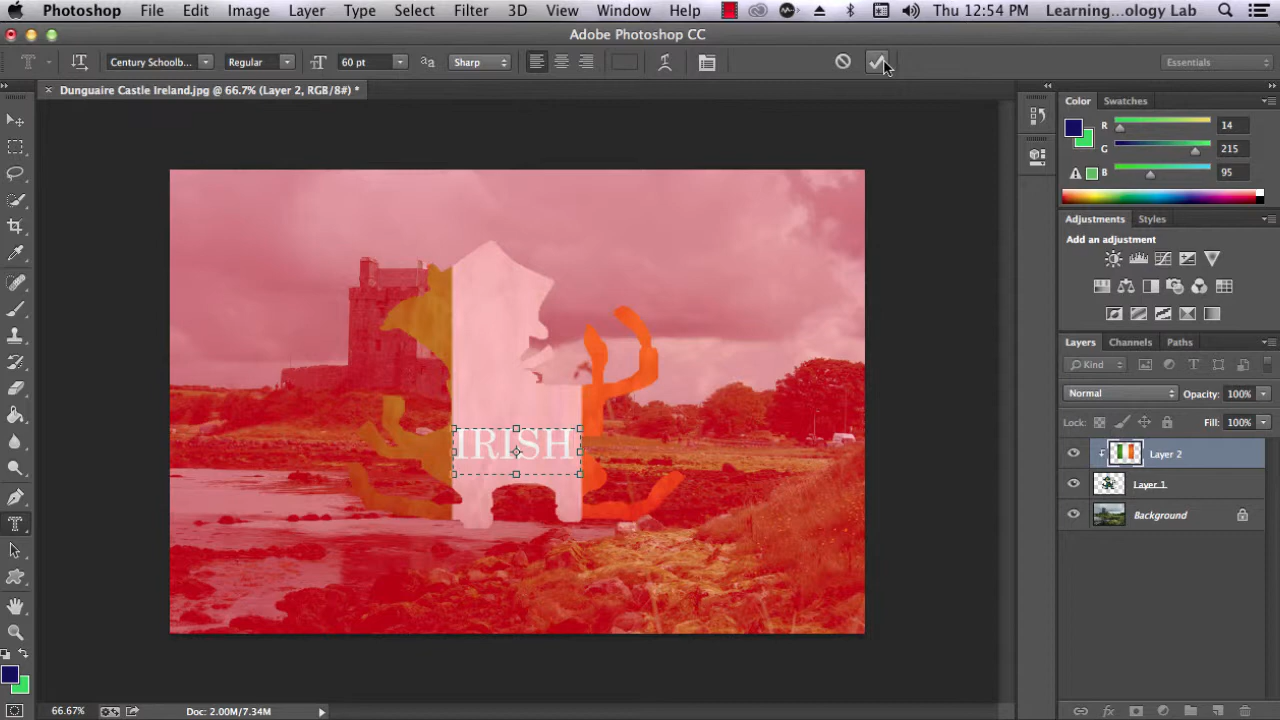 Photoshop File Edit Image Layer Type Select Filter 3D View Window Help Thu 12:54 PM Learning...ology Lab
Adobe Photoshop CC
Century Schoolb... Regular 60 pt Sharp Essentials
Dunguaire Castle Ireland.jpg @ 66.7% (Layer 2, RGB/8#) *
Color Swatches
R 14
G 215
B 95
Adjustments Styles
Add an adjustment
Layers Channels Paths
Kind
Normal Opacity: 100%
Lock: Fill: 100%
Layer 2
Layer 1
Background
IRISH
66.67% Doc: 2.00M/7.34M